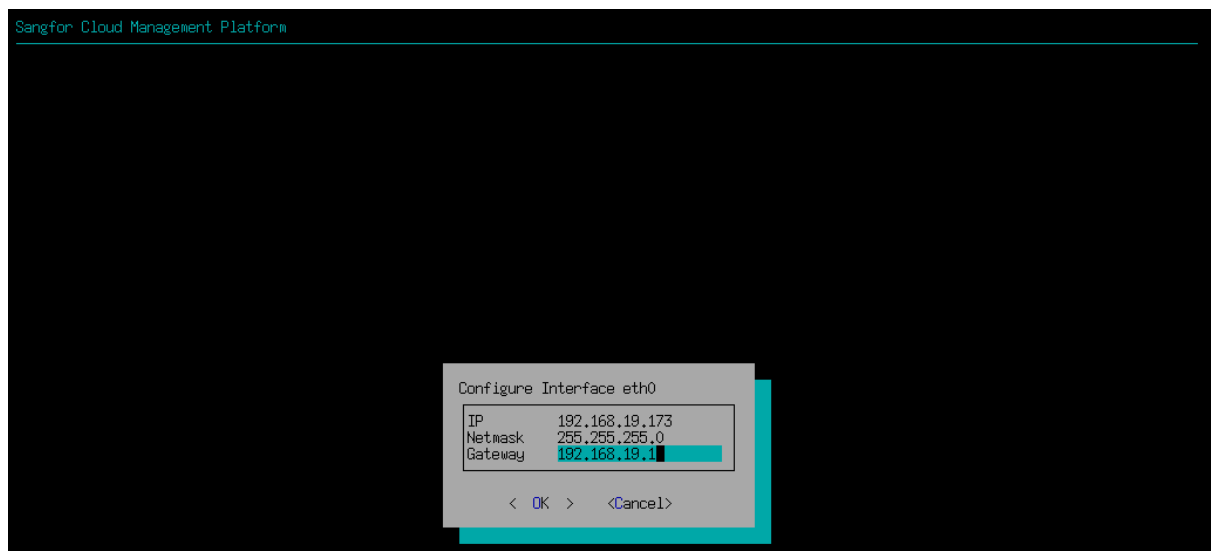 Sangfor Cloud Management Platform
Configure Interface eth0
IP 192.168.19.173
Netmask 255.255.255.0
Gateway 192.168.19.1
< OK > <Cancel>